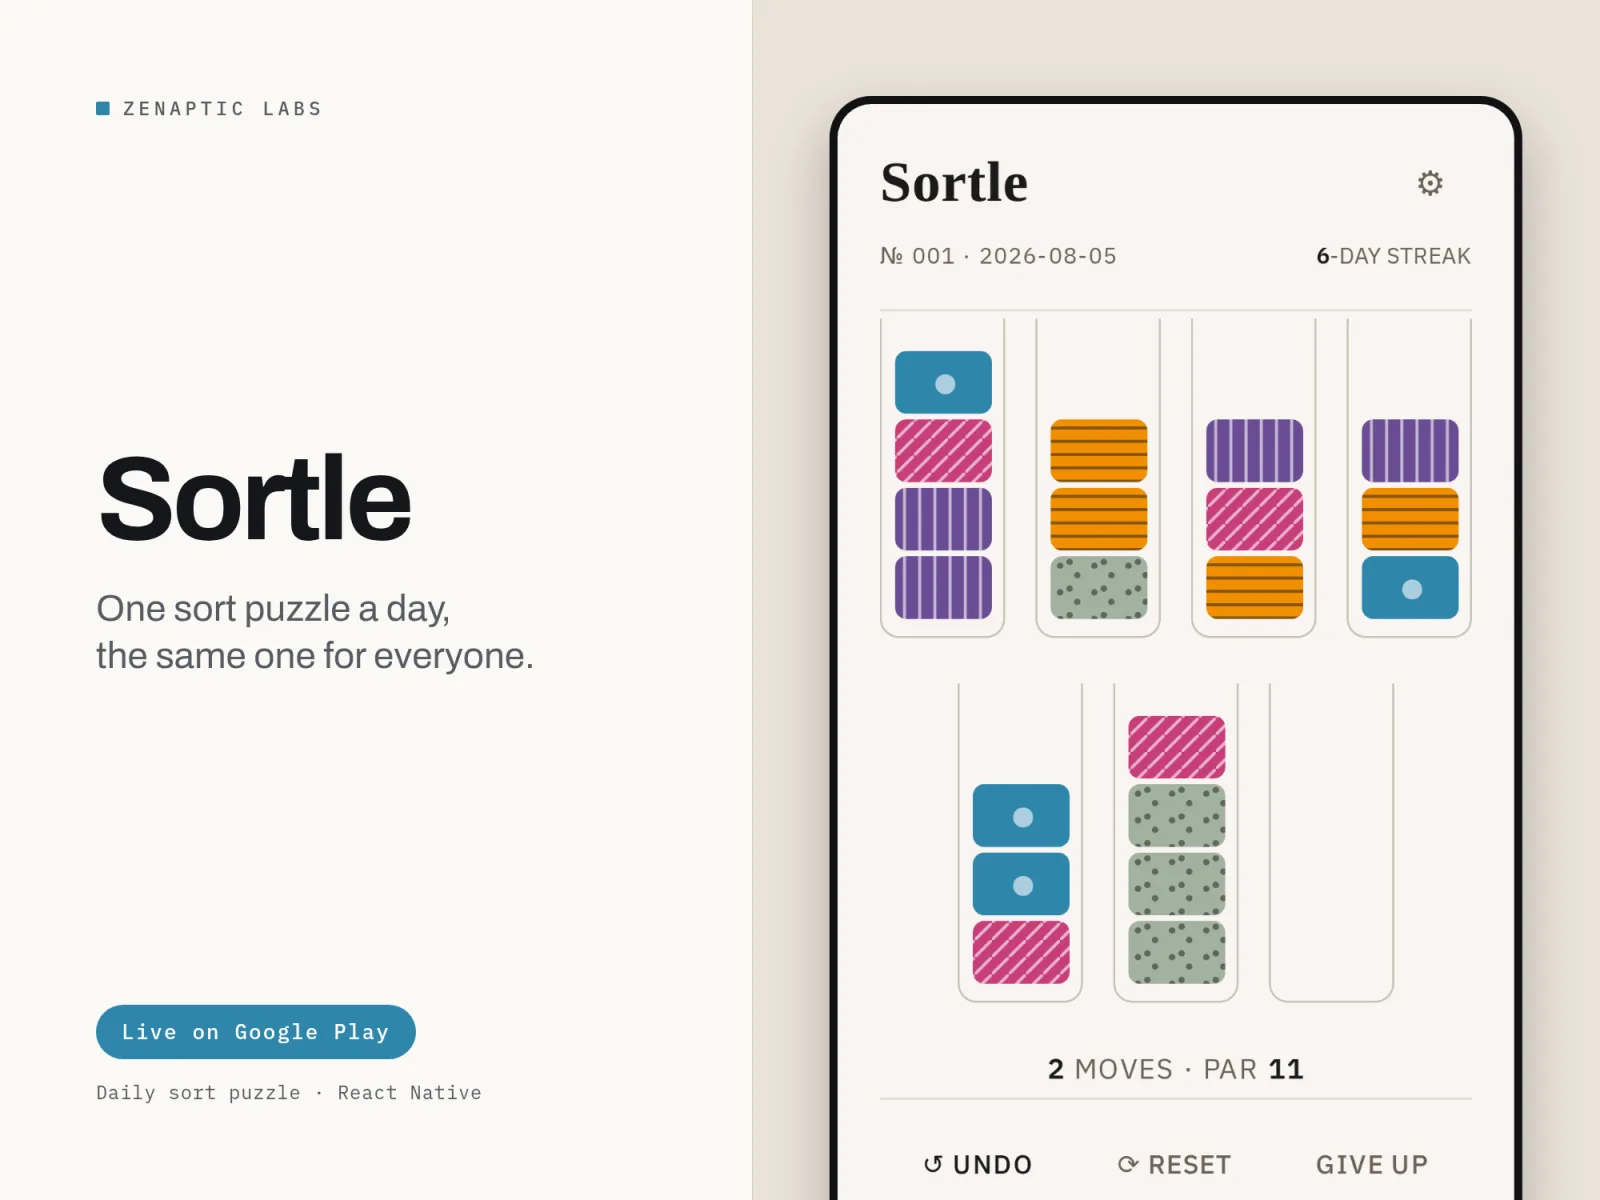 ZENAPTIC LABS
Sortle
One sort puzzle a day,
the same one for everyone.
Live on Google Play
Daily sort puzzle · React Native
Sortle
⚙
№ 001 · 2026-08-05
6-DAY STREAK
2 MOVES · PAR 11
↺ UNDO
⟳ RESET
GIVE UP